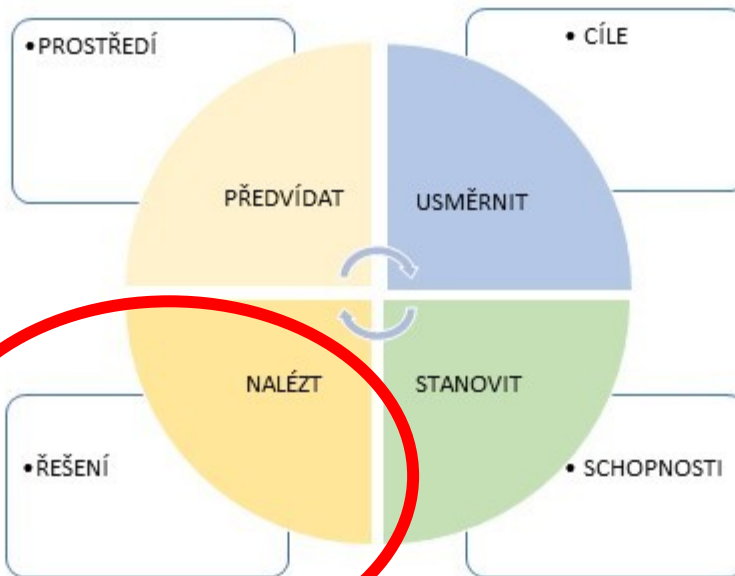 •PROSTŘEDÍ
• CÍLE
PŘEDVÍDAT
USMĚRNIT
NALÉZT
STANOVIT
•ŘEŠENÍ
• SCHOPNOSTI